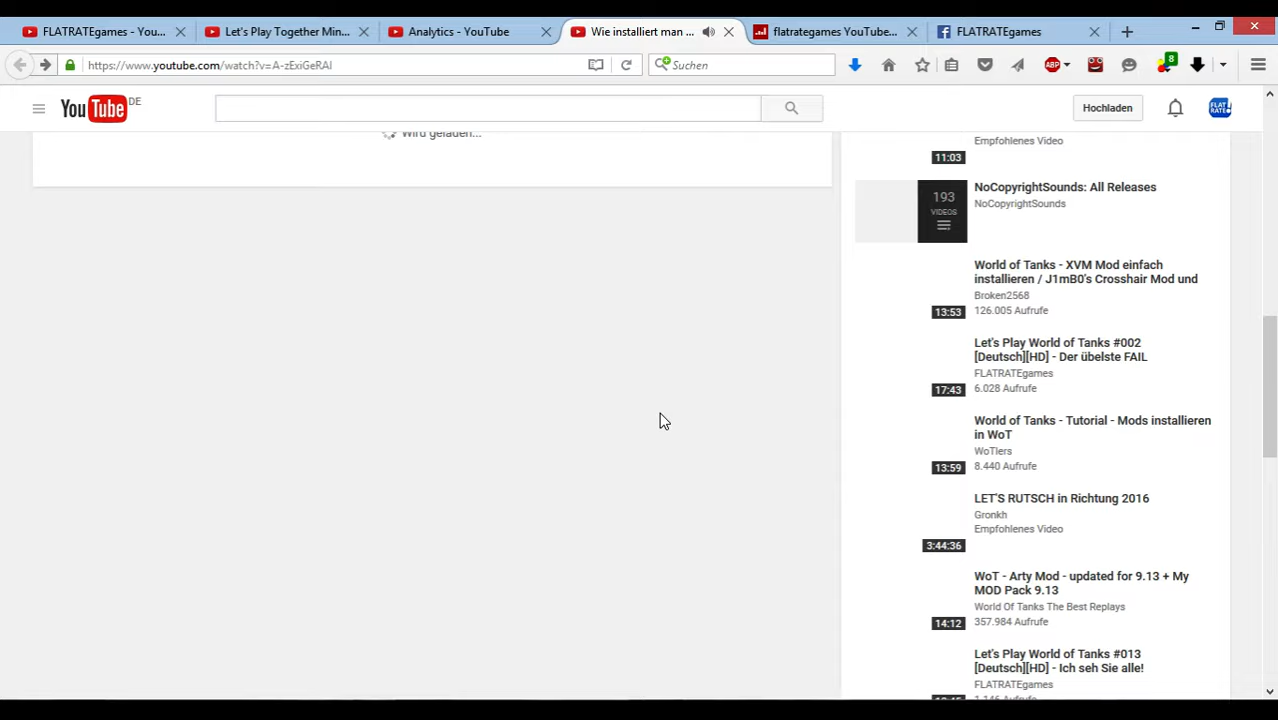 FLATRATEgames - You...
Let's Play Together Min...
Analytics - YouTube
Wie installiert man ...
flatrategames YouTube...
FLATRATEgames
https://www.youtube.com/watch?v=A-zExiGeRAI
Suchen
ABP
8
YouTube DE
Hochladen
FLAT RATE!
Wird geladen...
Empfohlenes Video
11:03
193
VIDEOS
NoCopyrightSounds: All Releases
NoCopyrightSounds
World of Tanks - XVM Mod einfach
installieren / J1mB0's Crosshair Mod und
Broken2568
126.005 Aufrufe
13:53
Let's Play World of Tanks #002
[Deutsch][HD] - Der übelste FAIL
FLATRATEgames
6.028 Aufrufe
17:43
World of Tanks - Tutorial - Mods installieren
in WoT
WoTlers
8.440 Aufrufe
13:59
LET'S RUTSCH in Richtung 2016
Gronkh
Empfohlenes Video
3:44:36
WoT - Arty Mod - updated for 9.13 + My
MOD Pack 9.13
World Of Tanks The Best Replays
357.984 Aufrufe
14:12
Let's Play World of Tanks #013
[Deutsch][HD] - Ich seh Sie alle!
FLATRATEgames